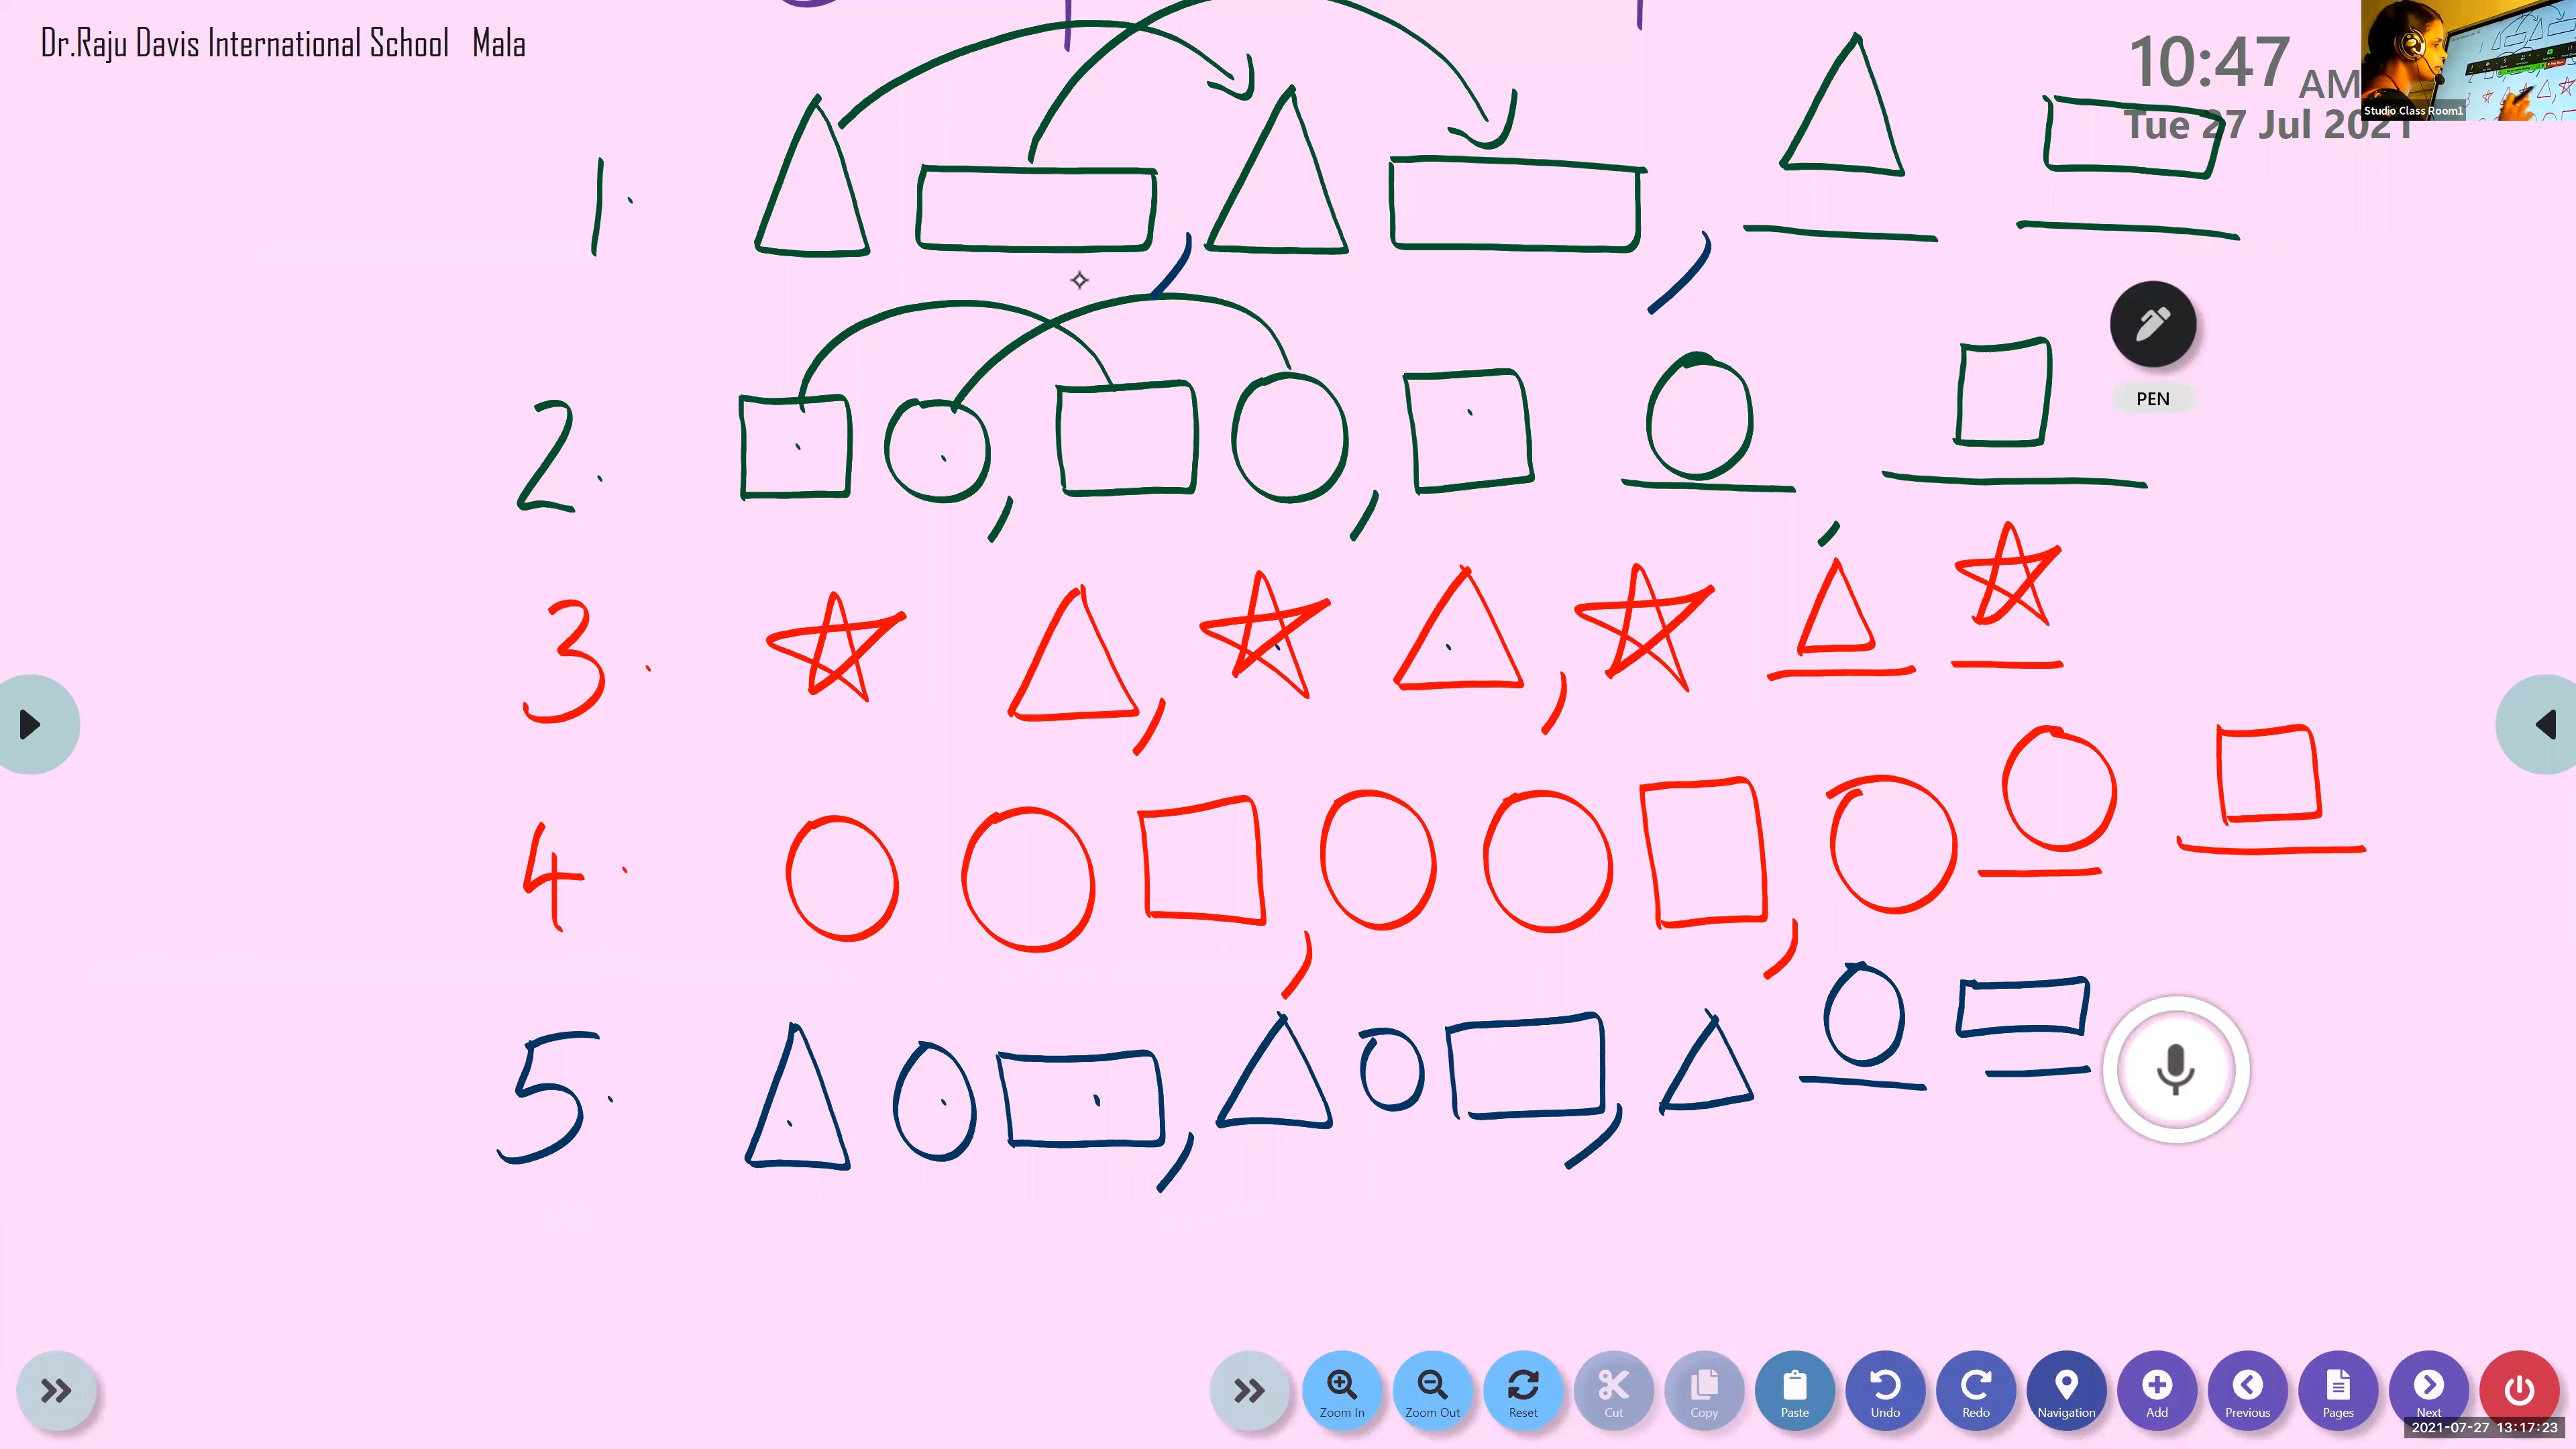 Dr.Raju Davis International School Mala
10:47 AM
Tue 27 Jul 2021
Studio Class Room1
1.
PEN
2.
3.
4.
5.
Zoom In Zoom Out Reset Cut Copy Paste Undo Redo Navigation Add Previous Pages Next
2021-07-27 13:17:23